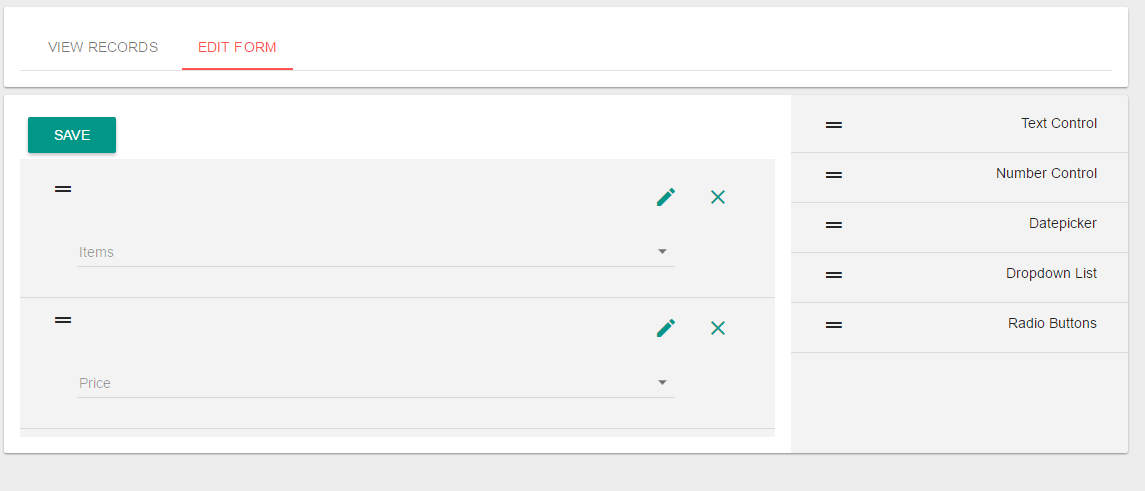 VIEW RECORDS
EDIT FORM
SAVE
Items
Price
Text Control
Number Control
Datepicker
Dropdown List
Radio Buttons